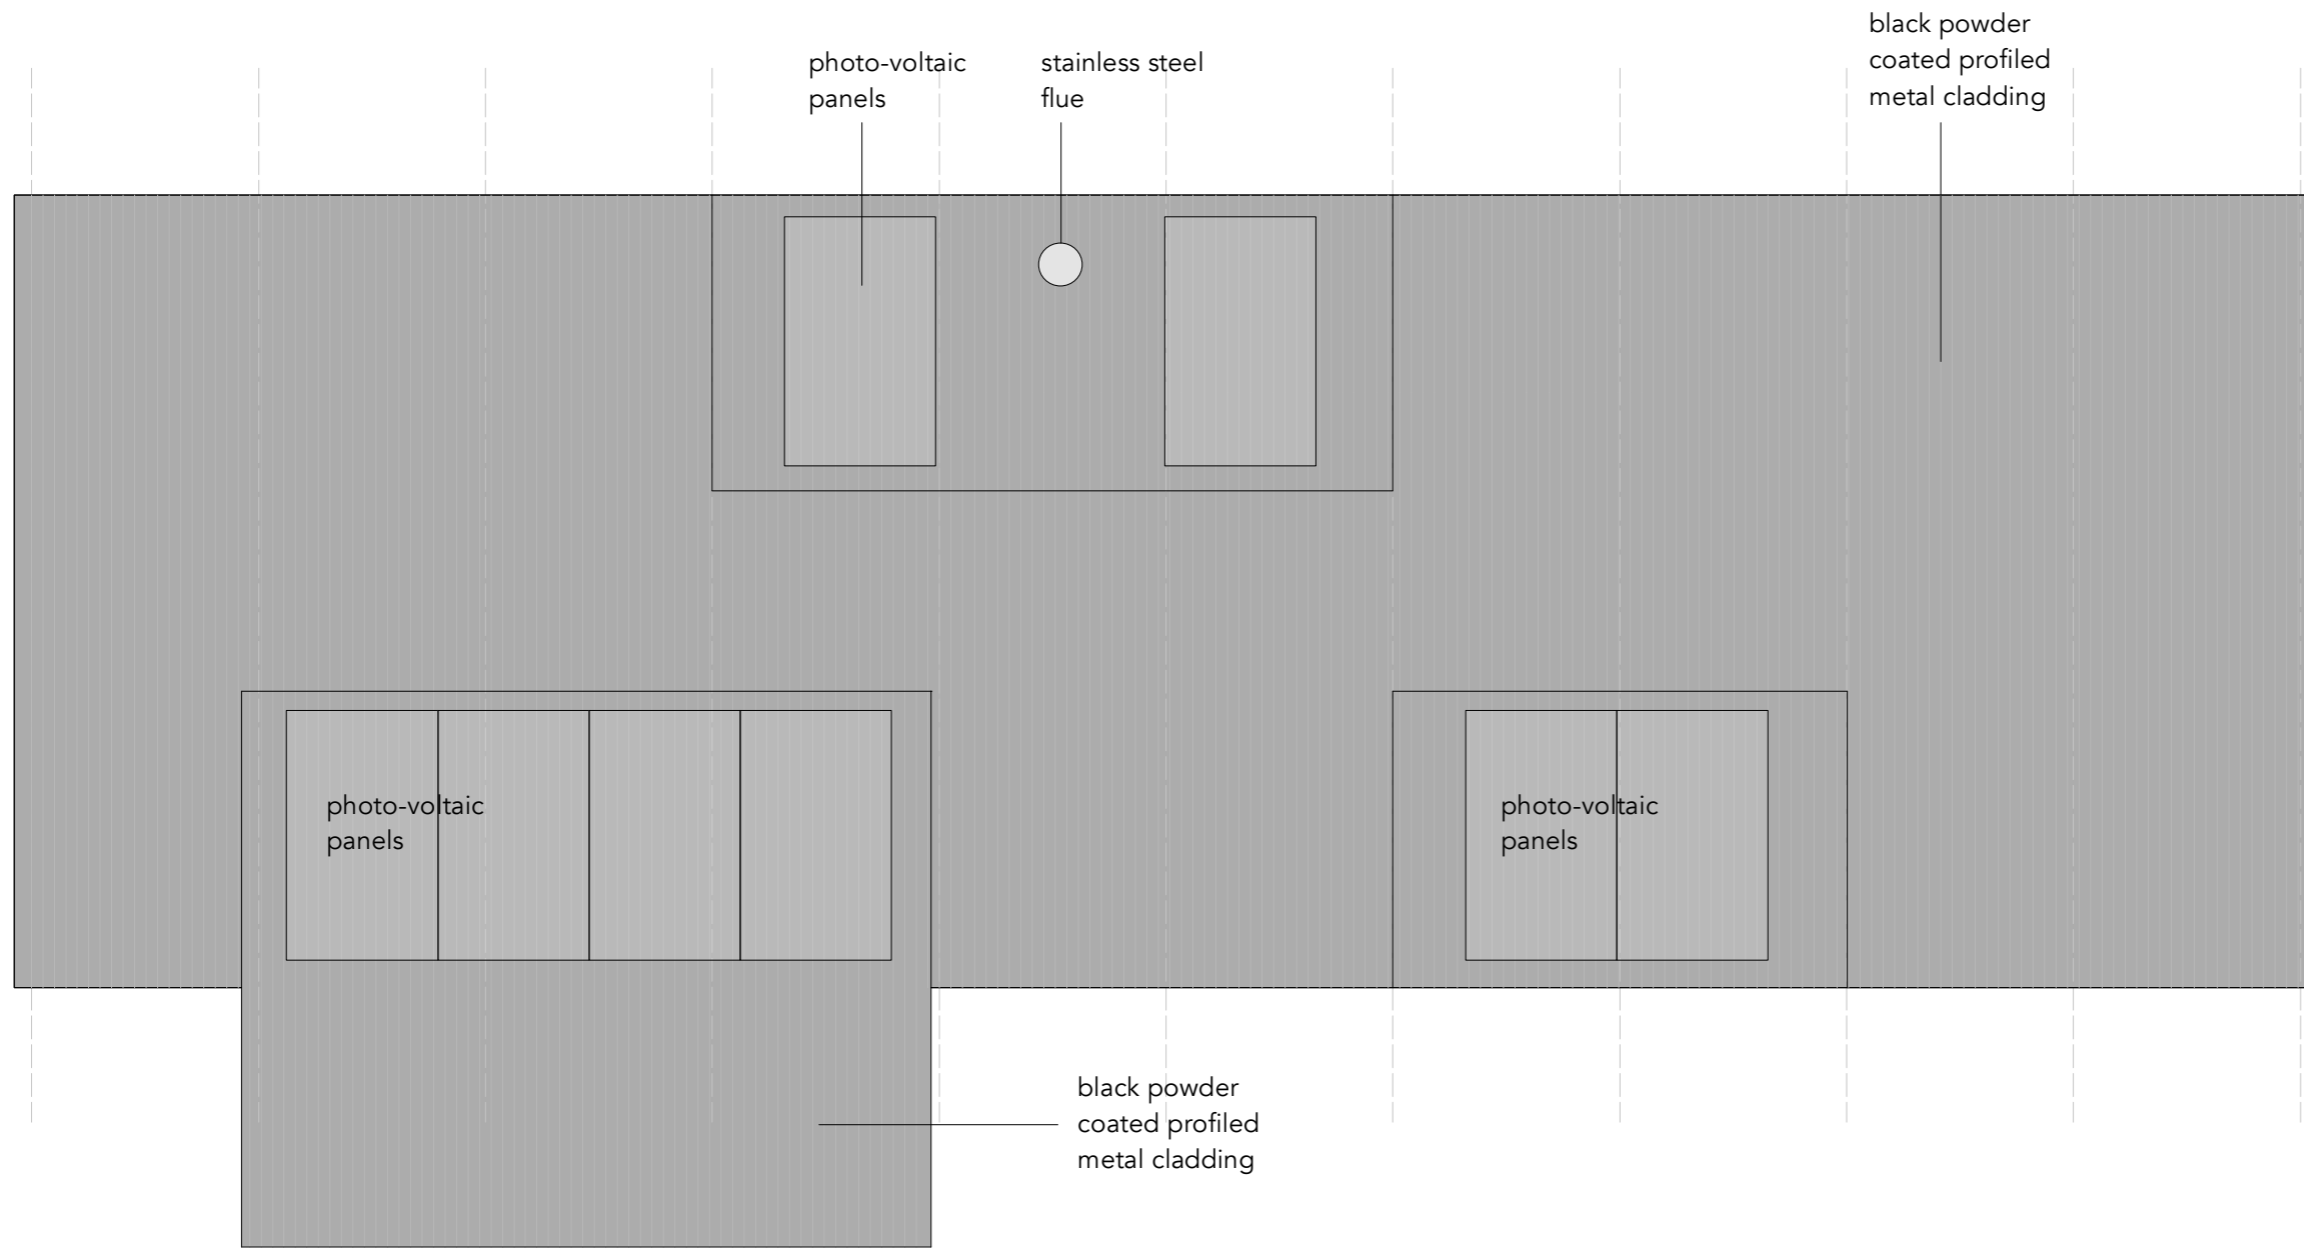 photo-voltaic
panels
stainless steel
flue
black powder
coated profiled
metal cladding
photo-voltaic
panels
photo-voltaic
panels
black powder
coated profiled
metal cladding